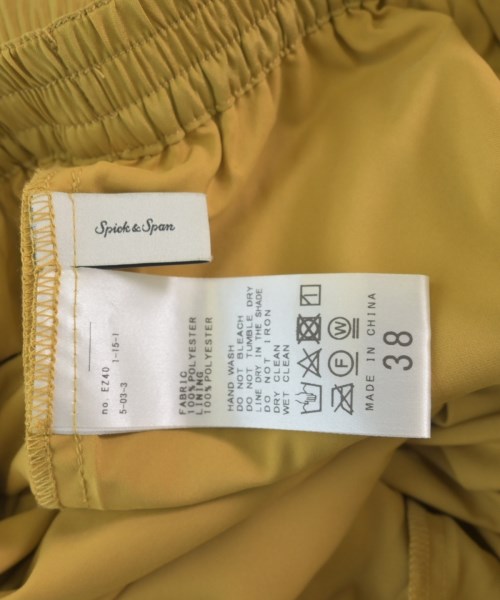 Spick & Span
no. EZ40 1-15-1
5-03-3
FABRIC
100%POLYESTER
LINING
100%POLYESTER
HAND WASH
DO NOT BLEACH
DO NOT TUMBLE DRY
LINE DRY IN THE SHADE
DO NOT IRON
DRY CLEAN
WET CLEAN
F W
MADE IN CHINA
38